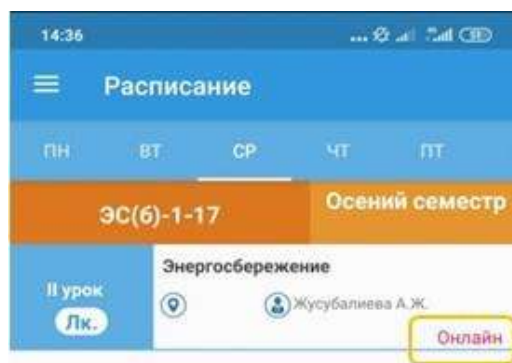 14:36
Расписание
ПН ВТ СР ЧТ ПТ
ЭС(б)-1-17
Осений семестр
Энергосбережение
II урок
Жусубалиева А.Ж.
Лк.
Онлайн